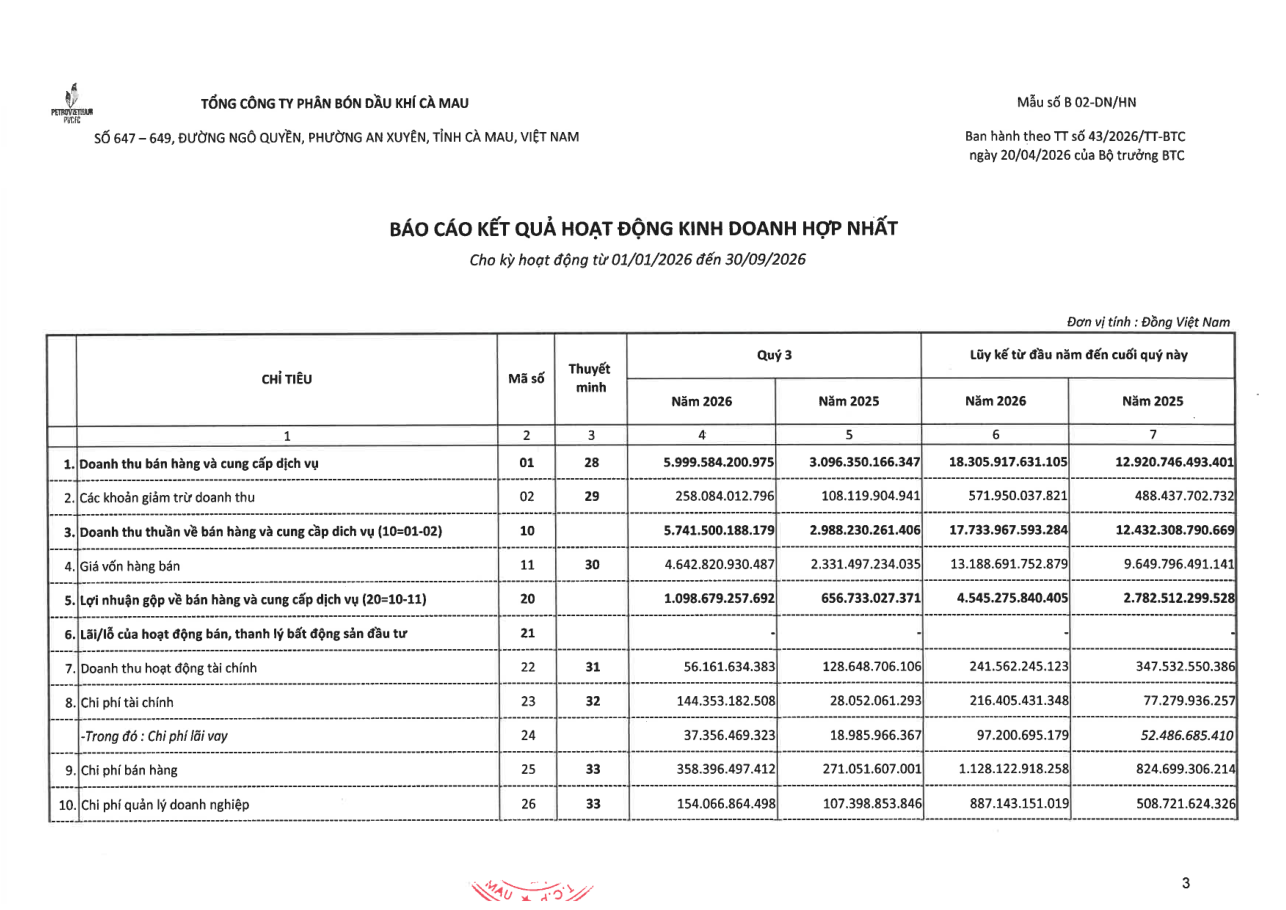 PETROVIETNAM
PVCFC
TỔNG CÔNG TY PHÂN BÓN DẦU KHÍ CÀ MAU
SỐ 647 – 649, ĐƯỜNG NGÔ QUYỀN, PHƯỜNG AN XUYÊN, TỈNH CÀ MAU, VIỆT NAM
Mẫu số B 02-DN/HN
Ban hành theo TT số 43/2026/TT-BTC
ngày 20/04/2026 của Bộ trưởng BTC
BÁO CÁO KẾT QUẢ HOẠT ĐỘNG KINH DOANH HỢP NHẤT
Cho kỳ hoạt động từ 01/01/2026 đến 30/09/2026
Đơn vị tính : Đồng Việt Nam
CHỈ TIÊU Mã số Thuyết minh Quý 3 Lũy kế từ đầu năm đến cuối quý này
Năm 2026 Năm 2025 Năm 2026 Năm 2025
1 2 3 4 5 6 7
1. Doanh thu bán hàng và cung cấp dịch vụ 01 28 5.999.584.200.975 3.096.350.166.347 18.305.917.631.105 12.920.746.493.401
2. Các khoản giảm trừ doanh thu 02 29 258.084.012.796 108.119.904.941 571.950.037.821 488.437.702.732
3. Doanh thu thuần về bán hàng và cung cầp dich vụ (10=01-02) 10 5.741.500.188.179 2.988.230.261.406 17.733.967.593.284 12.432.308.790.669
4. Giá vốn hàng bán 11 30 4.642.820.930.487 2.331.497.234.035 13.188.691.752.879 9.649.796.491.141
5. Lợi nhuận gộp về bán hàng và cung cấp dịch vụ (20=10-11) 20 1.098.679.257.692 656.733.027.371 4.545.275.840.405 2.782.512.299.528
6. Lãi/lỗ của hoạt động bán, thanh lý bất động sản đầu tư 21 - - - -
7. Doanh thu hoạt động tài chính 22 31 56.161.634.383 128.648.706.106 241.562.245.123 347.532.550.386
8. Chi phí tài chính 23 32 144.353.182.508 28.052.061.293 216.405.431.348 77.279.936.257
-Trong đó : Chi phí lãi vay 24 37.356.469.323 18.985.966.367 97.200.695.179 52.486.685.410
9. Chi phí bán hàng 25 33 358.396.497.412 271.051.607.001 1.128.122.918.258 824.699.306.214
10. Chi phí quản lý doanh nghiệp 26 33 154.066.864.498 107.398.853.846 887.143.151.019 508.721.624.326
MAU ★ T.C.P
3